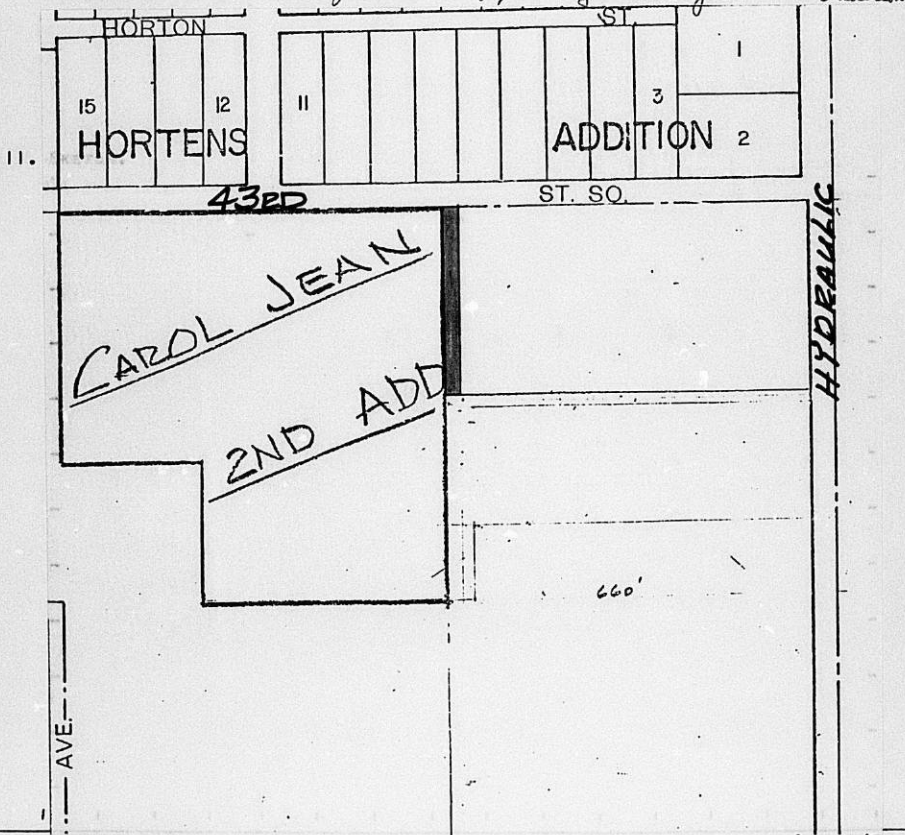 HORTON ST.
15 12 11 3 1
HORTENS ADDITION 2
11.
43RD ST. SO.
HYDRAULIC
CAROL JEAN
2ND ADD
660'
AVE.